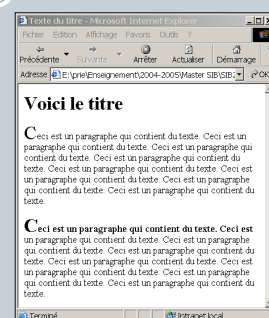 Texte du titre - Microsoft Internet Explorer
Fichier Edition Affichage Favoris Outils ?
Précédente Suivante Arrêter Actualiser Démarrage
Adresse E:\prie\Enseignement\2004-2005\Master SIB\SIB2 OK
Voici le titre
Ceci est un paragraphe qui contient du texte. Ceci est un
paragraphe qui contient du texte. Ceci est un paragraphe qui
contient du texte. Ceci est un paragraphe qui contient du
texte. Ceci est un paragraphe qui contient du texte. Ceci est
un paragraphe qui contient du texte. Ceci est un paragraphe
qui contient du texte. Ceci est un paragraphe qui contient du
texte.
Ceci est un paragraphe qui contient du texte. Ceci est
un paragraphe qui contient du texte. Ceci est un paragraphe
qui contient du texte. Ceci est un paragraphe qui contient du
texte. Ceci est un paragraphe qui contient du texte. Ceci est
un paragraphe qui contient du texte. Ceci est un paragraphe
qui contient du texte. Ceci est un paragraphe qui contient du
texte.
Terminé Intranet local